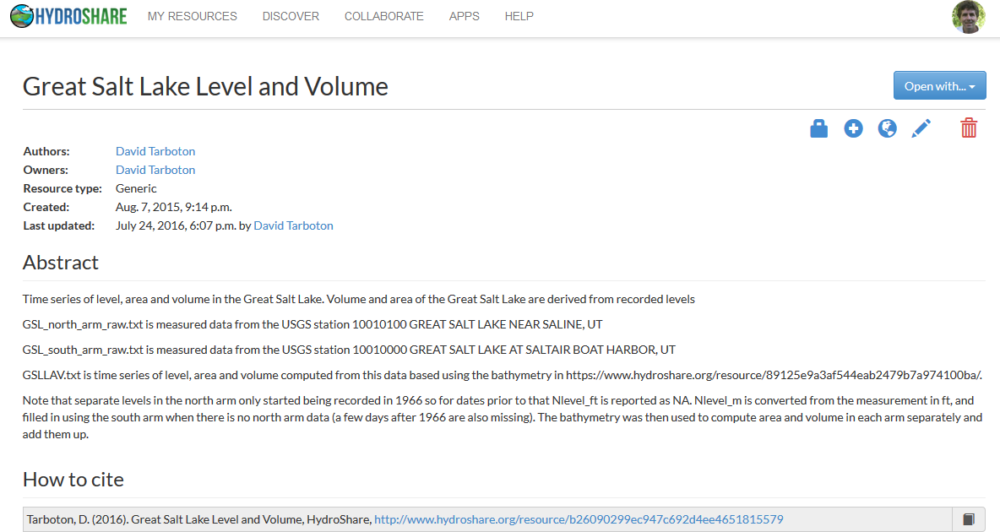 HYDROSHARE MY RESOURCES DISCOVER COLLABORATE APPS HELP
Great Salt Lake Level and Volume
Open with...
Authors: David Tarboton
Owners: David Tarboton
Resource type: Generic
Created: Aug. 7, 2015, 9:14 p.m.
Last updated: July 24, 2016, 6:07 p.m. by David Tarboton
Abstract
Time series of level, area and volume in the Great Salt Lake. Volume and area of the Great Salt Lake are derived from recorded levels
GSL_north_arm_raw.txt is measured data from the USGS station 10010100 GREAT SALT LAKE NEAR SALINE, UT
GSL_south_arm_raw.txt is measured data from the USGS station 10010000 GREAT SALT LAKE AT SALTAIR BOAT HARBOR, UT
GSLLAV.txt is time series of level, area and volume computed from this data based using the bathymetry in https://www.hydroshare.org/resource/89125e9a3af544eab2479b7a974100ba/.
Note that separate levels in the north arm only started being recorded in 1966 so for dates prior to that Nlevel_ft is reported as NA. Nlevel_m is converted from the measurement in ft, and
filled in using the south arm when there is no north arm data (a few days after 1966 are also missing). The bathymetry was then used to compute area and volume in each arm separately and
add them up.
How to cite
Tarboton, D. (2016). Great Salt Lake Level and Volume, HydroShare, http://www.hydroshare.org/resource/b26090299ec947c692d4ee4651815579